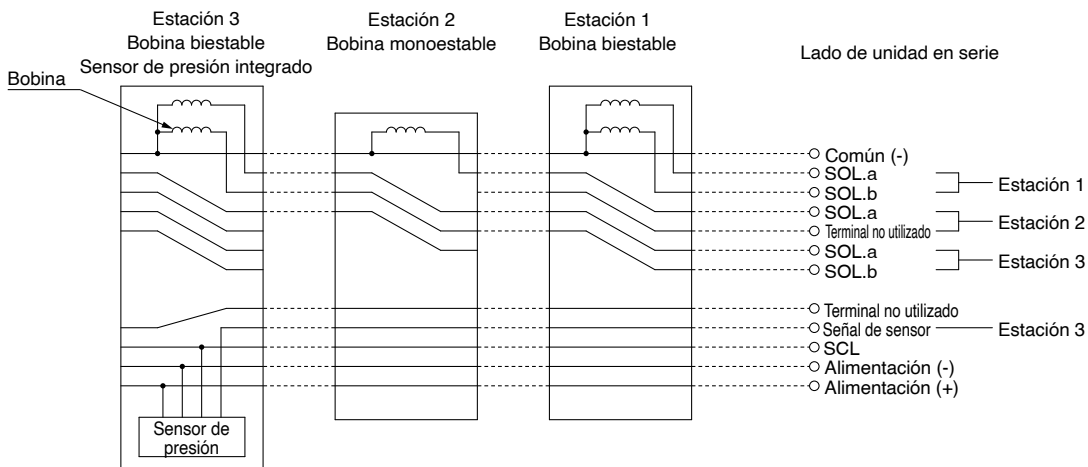 Estación 3
Bobina biestable
Sensor de presión integrado
Estación 2
Bobina monoestable
Estación 1
Bobina biestable
Lado de unidad en serie
Bobina
Común (-)
SOL.a
SOL.b
Estación 1
SOL.a
Terminal no utilizado
Estación 2
SOL.a
SOL.b
Estación 3
Terminal no utilizado
Señal de sensor
Estación 3
SCL
Alimentación (-)
Alimentación (+)
Sensor de
presión